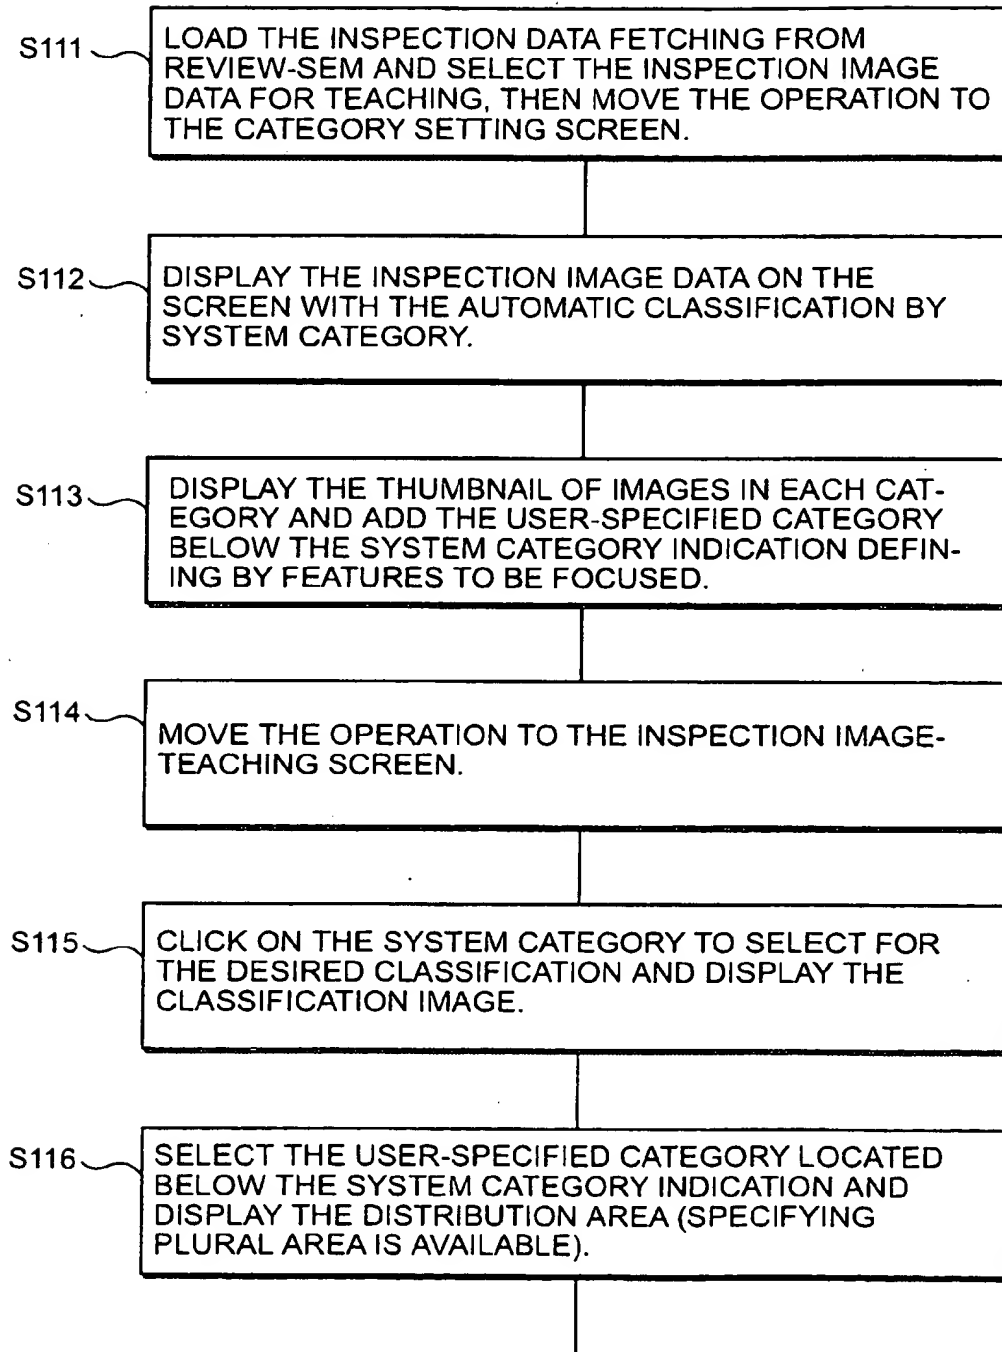 S111
LOAD THE INSPECTION DATA FETCHING FROM
REVIEW-SEM AND SELECT THE INSPECTION IMAGE
DATA FOR TEACHING, THEN MOVE THE OPERATION TO
THE CATEGORY SETTING SCREEN.
S112
DISPLAY THE INSPECTION IMAGE DATA ON THE
SCREEN WITH THE AUTOMATIC CLASSIFICATION BY
SYSTEM CATEGORY.
S113
DISPLAY THE THUMBNAIL OF IMAGES IN EACH CAT-
EGORY AND ADD THE USER-SPECIFIED CATEGORY
BELOW THE SYSTEM CATEGORY INDICATION DEFIN-
ING BY FEATURES TO BE FOCUSED.
S114
MOVE THE OPERATION TO THE INSPECTION IMAGE-
TEACHING SCREEN.
S115
CLICK ON THE SYSTEM CATEGORY TO SELECT FOR
THE DESIRED CLASSIFICATION AND DISPLAY THE
CLASSIFICATION IMAGE.
S116
SELECT THE USER-SPECIFIED CATEGORY LOCATED
BELOW THE SYSTEM CATEGORY INDICATION AND
DISPLAY THE DISTRIBUTION AREA (SPECIFYING
PLURAL AREA IS AVAILABLE).